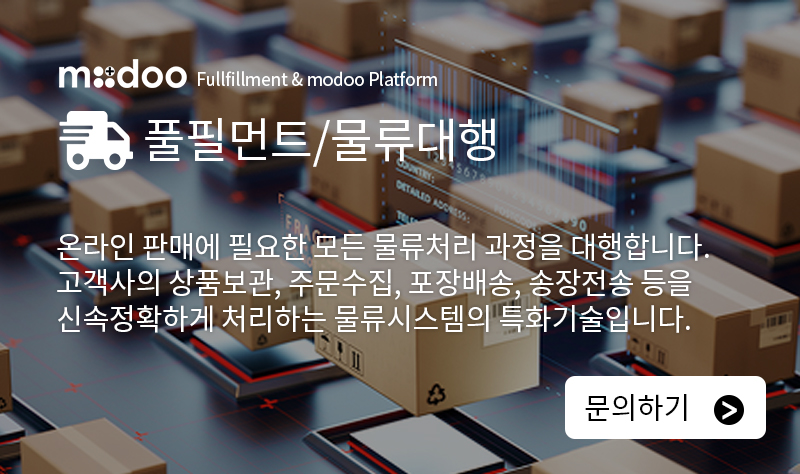 modoo Fullfillment & modoo Platform
풀필먼트/물류대행
COUNTRY:
DETAILED ADDRESS:
온라인 판매에 필요한 모든 물류처리 과정을 대행합니다.
고객사의 상품보관, 주문수집, 포장배송, 송장전송 등을
신속정확하게 처리하는 물류시스템의 특화기술입니다.
문의하기